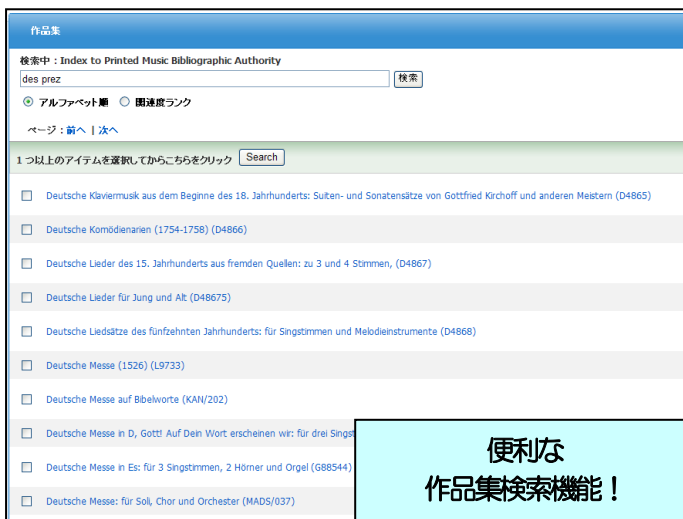 作品集
検索中：Index to Printed Music Bibliographic Authority
des prez 検索
アルファベット順 関連度ランク
ページ：前へ | 次へ
1 つ以上のアイテムを選択してからこちらをクリック Search
Deutsche Klaviermusik aus dem Beginne des 18. Jahrhunderts: Suiten- und Sonatensätze von Gottfried Kirchoff und anderen Meistern (D4865)
Deutsche Komödienarien (1754-1758) (D4866)
Deutsche Lieder des 15. Jahrhunderts aus fremden Quellen: zu 3 und 4 Stimmen, (D4867)
Deutsche Lieder für Jung und Alt (D48675)
Deutsche Liedsätze des fünfzehnten Jahrhunderts: für Singstimmen und Melodieinstrumente (D4868)
Deutsche Messe (1526) (L9733)
Deutsche Messe auf Bibelworte (KAN/202)
Deutsche Messe in D, Gott! Auf Dein Wort erscheinen wir: für drei Singst
Deutsche Messe in Es: für 3 Singstimmen, 2 Hörner und Orgel (G88544)
Deutsche Messe: für Soli, Chor und Orchester (MADS/037)
便利な
作品集検索機能！